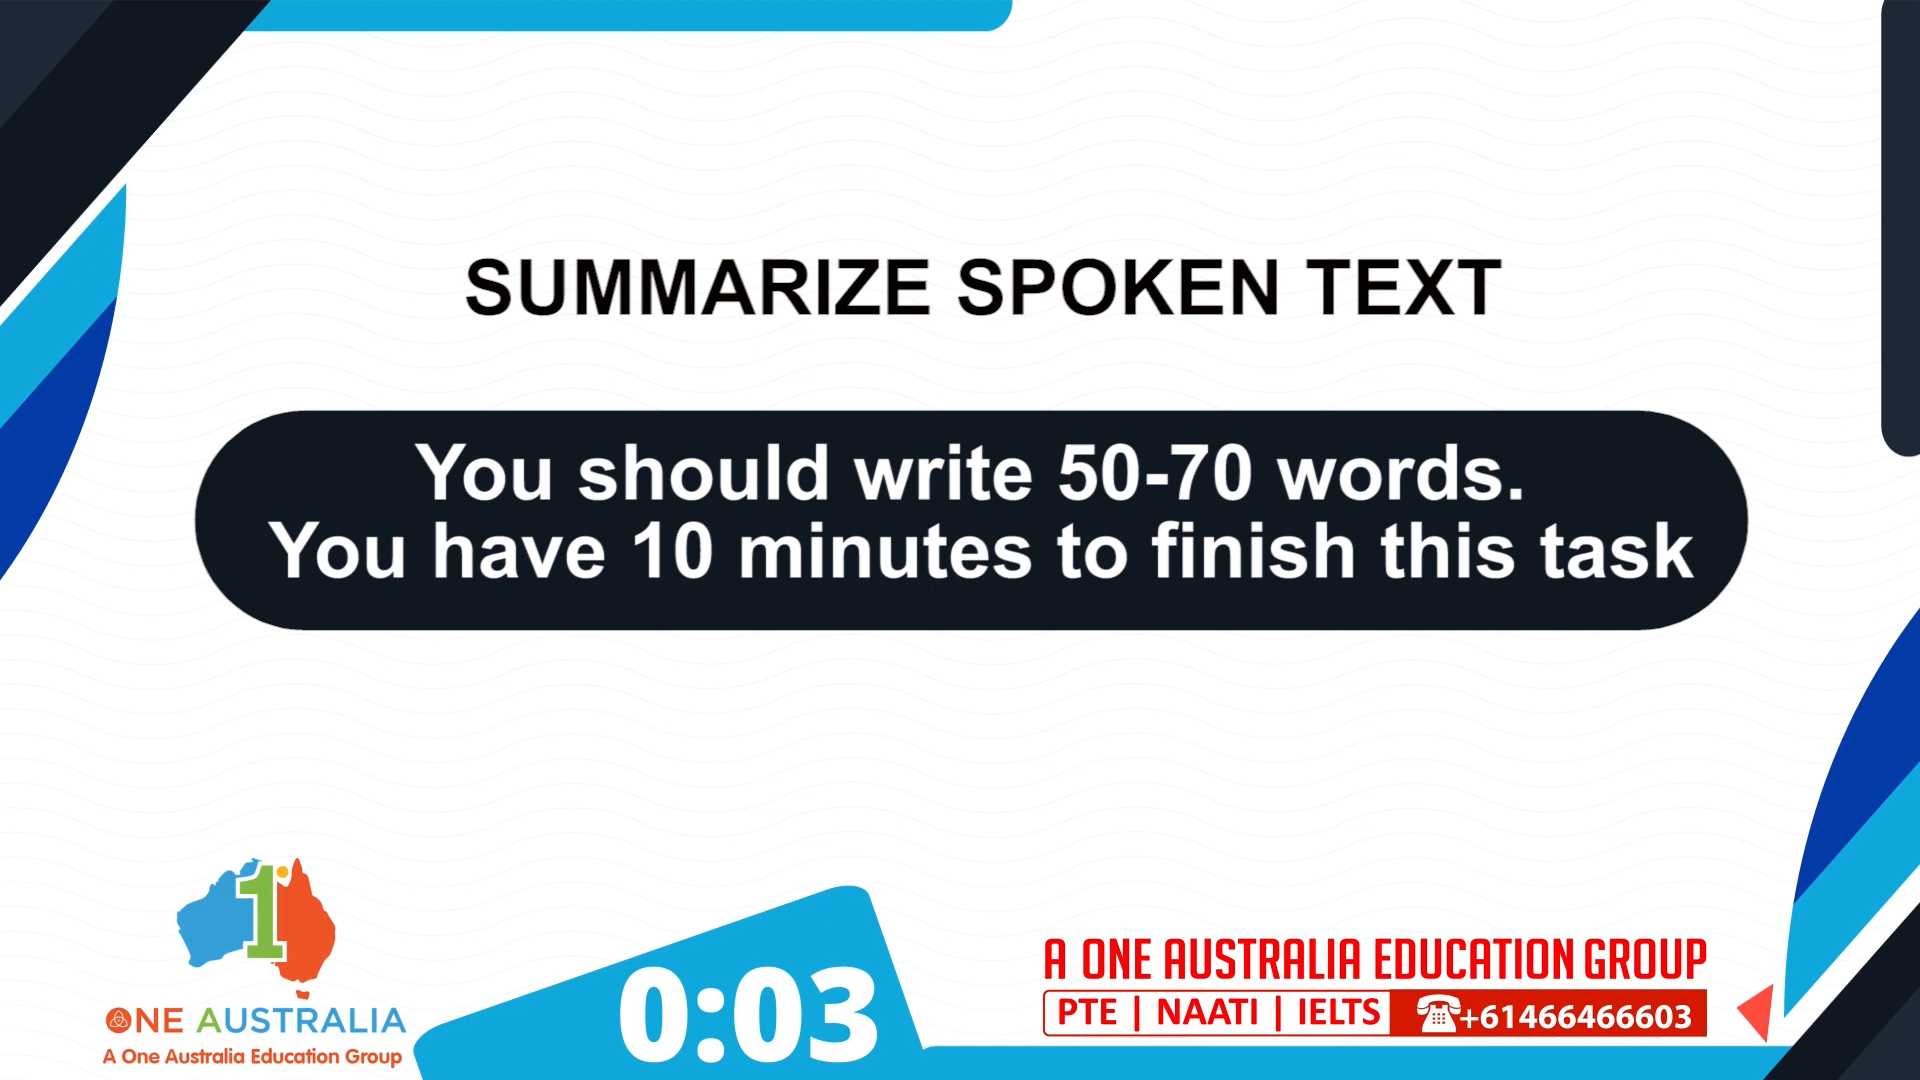 SUMMARIZE SPOKEN TEXT
You should write 50-70 words.
You have 10 minutes to finish this task
1
ONE AUSTRALIA
A One Australia Education Group
0:03
A ONE AUSTRALIA EDUCATION GROUP
PTE | NAATI | IELTS +61466466603